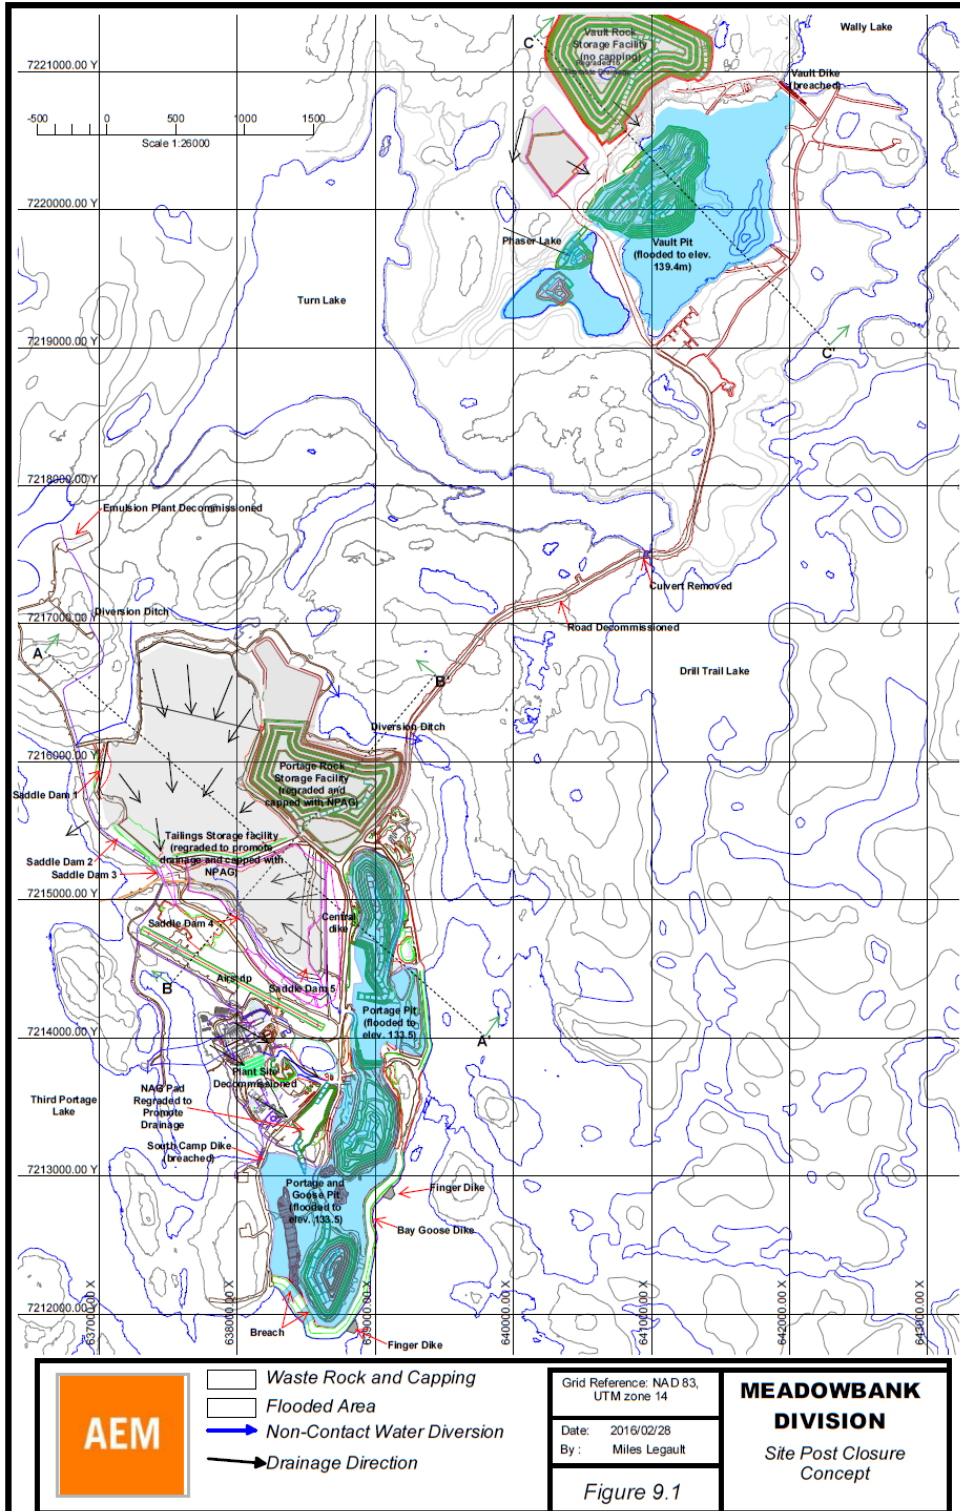 Wally Lake
C
Vault Rock
Storage Facility
(no capping)
Regraded to
Promote Drainage
7221000.00 Y
Vault Dike
(breached)
-500
0
500
1000
1500
Scale 1:26000
7220000.00 Y
Phaser Lake
Vault Pit
(flooded to elev.
139.4m)
Turn Lake
7219000.00 Y
C'
7218000.00 Y
Emulsion Plant Decommissioned
Culvert Removed
Diversion Ditch
7217000.00 Y
Road Decommissioned
A
Drill Trail Lake
B'
Diversion Ditch
7216000.00 Y
Portage Rock
Storage Facility
(regraded and
capped with NPAG)
Saddle Dam 1
Tailings Storage facility
(regraded to promote
drainage and capped with
NPAG)
Saddle Dam 2
Saddle Dam 3
7215000.00 Y
Saddle Dam 4
Central
dike
Airstrip
B
Saddle Dam 5
Portage Pit
(flooded to
elev. 133.5)
7214000.00 Y
A'
Plant Site
Decommissioned
NAG Pad
Regraded to
Promote
Drainage
Third Portage
Lake
South Camp Dike
(breached)
7213000.00 Y
Portage and
Goose Pit
(flooded to
elev. 133.5)
Finger Dike
Bay Goose Dike
7212000.00 Y
637000.00 X
638000.00 X
639000.00 X
640000.00 X
641000.00 X
642000.00 X
643000.00 X
Breach
Finger Dike
AEM
Waste Rock and Capping
Flooded Area
Non-Contact Water Diversion
Drainage Direction
Grid Reference: NAD 83,
UTM zone 14
Date: 2016/02/28
By : Miles Legault
Figure 9.1
MEADOWBANK
DIVISION
Site Post Closure
Concept